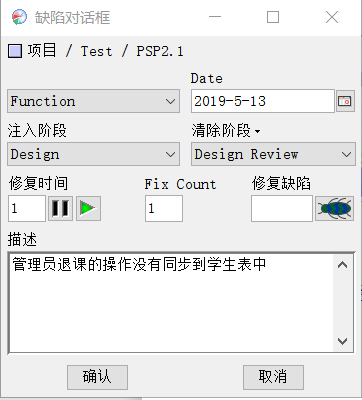 缺陷对话框
项目 / Test / PSP2.1
Date
Function 2019-5-13
注入阶段 清除阶段
Design Design Review
修复时间 Fix Count 修复缺陷
1 1
描述
管理员退课的操作没有同步到学生表中
确认 取消